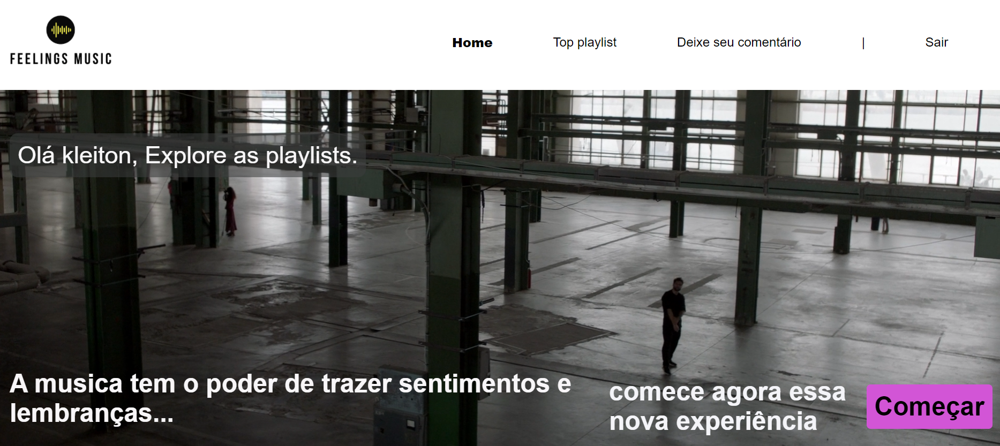 FEELINGS MUSIC
Home
Top playlist
Deixe seu comentário
|
Sair
Olá kleiton, Explore as playlists.
A musica tem o poder de trazer sentimentos e
lembranças...
comece agora essa
nova experiência
Começar